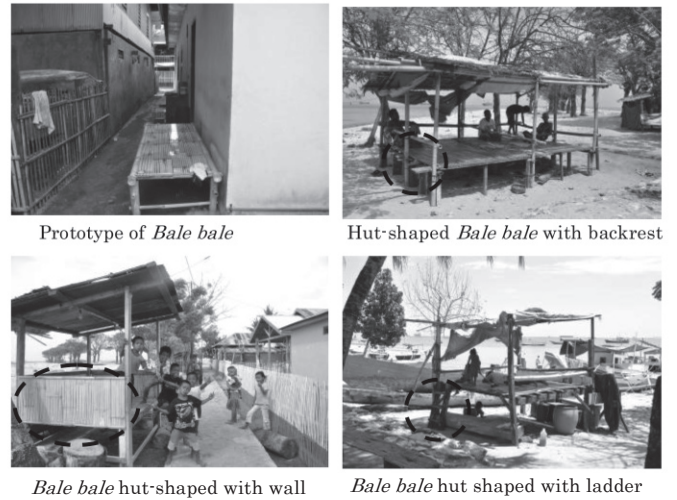 Prototype of Bale bale
Hut-shaped Bale bale with backrest
Bale bale hut-shaped with wall
Bale bale hut shaped with ladder